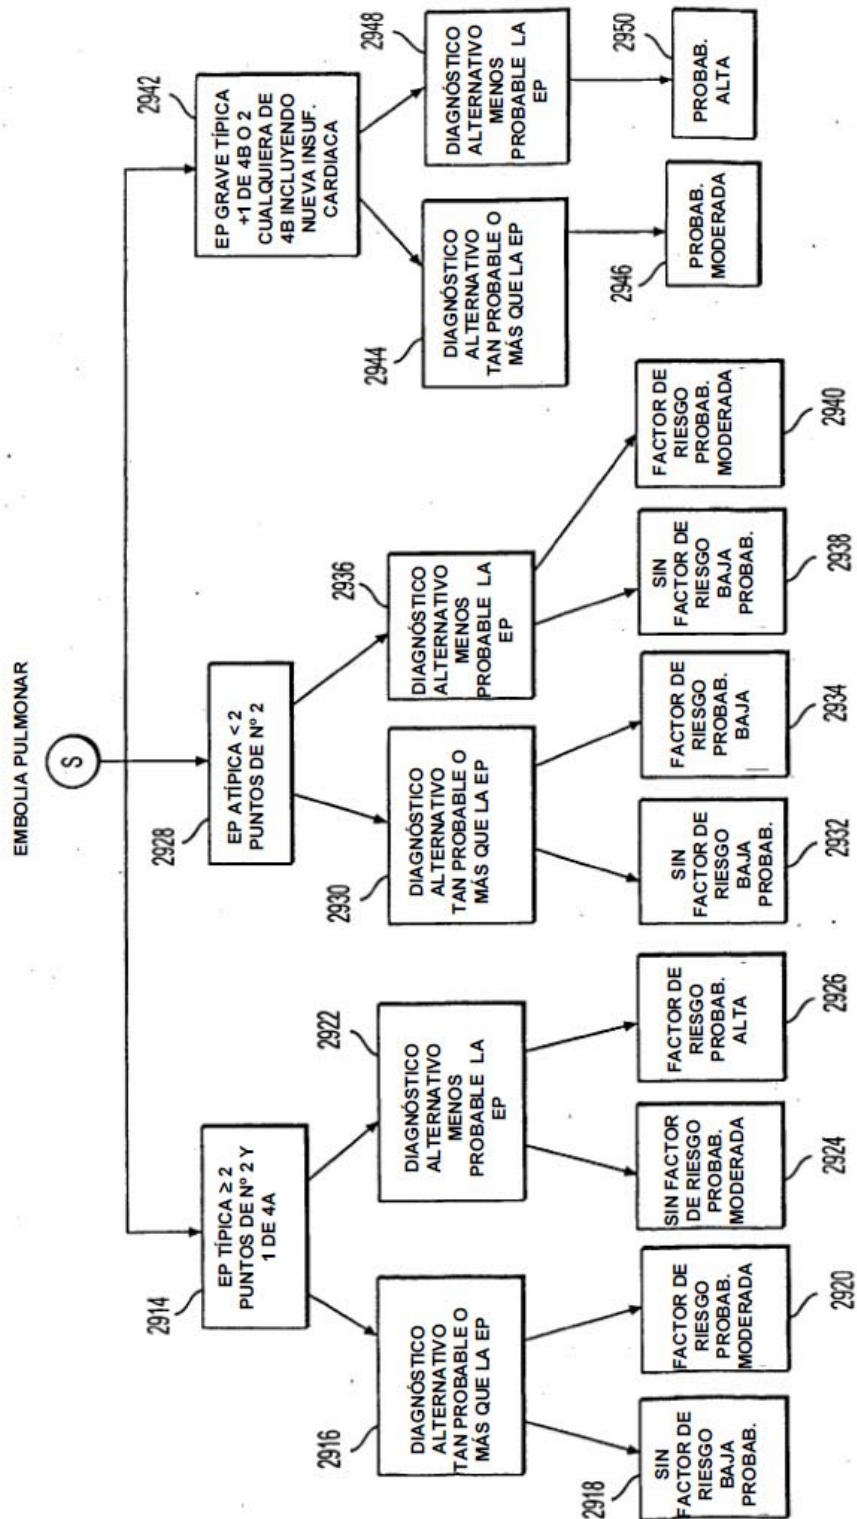 EMBOLIA PULMONAR
S
2914
EP TÍPICA ≥ 2
PUNTOS DE Nº 2 Y
1 DE 4A
2916
DIAGNÓSTICO
ALTERNATIVO
TAN PROBABLE O
MÁS QUE LA EP
2918
SIN
FACTOR DE
RIESGO
BAJA
PROBAB.
FACTOR DE
RIESGO
PROBAB.
MODERADA
2920
2922
DIAGNÓSTICO
ALTERNATIVO
MENOS
PROBABLE LA
EP
SIN FACTOR
DE RIESGO
PROBAB.
MODERADA
2924
FACTOR DE
RIESGO
PROBAB.
ALTA
2926
2928
EP ATÍPICA < 2
PUNTOS DE Nº 2
2930
DIAGNÓSTICO
ALTERNATIVO
TAN PROBABLE O
MÁS QUE LA EP
SIN
FACTOR DE
RIESGO
BAJA
PROBAB.
2932
FACTOR DE
RIESGO
PROBAB.
BAJA
2934
2936
DIAGNÓSTICO
ALTERNATIVO
MENOS
PROBABLE LA
EP
SIN
FACTOR DE
RIESGO
BAJA
PROBAB.
2938
FACTOR DE
RIESGO
PROBAB.
MODERADA
2940
2942
EP GRAVE TÍPICA
+1 DE 4B O 2
CUALQUIERA DE
4B INCLUYENDO
NUEVA INSUF.
CARDIACA
2944
DIAGNÓSTICO
ALTERNATIVO
TAN PROBABLE O
MÁS QUE LA EP
2946
PROBAB.
MODERADA
2948
DIAGNÓSTICO
ALTERNATIVO
MENOS
PROBABLE LA
EP
2950
PROBAB.
ALTA